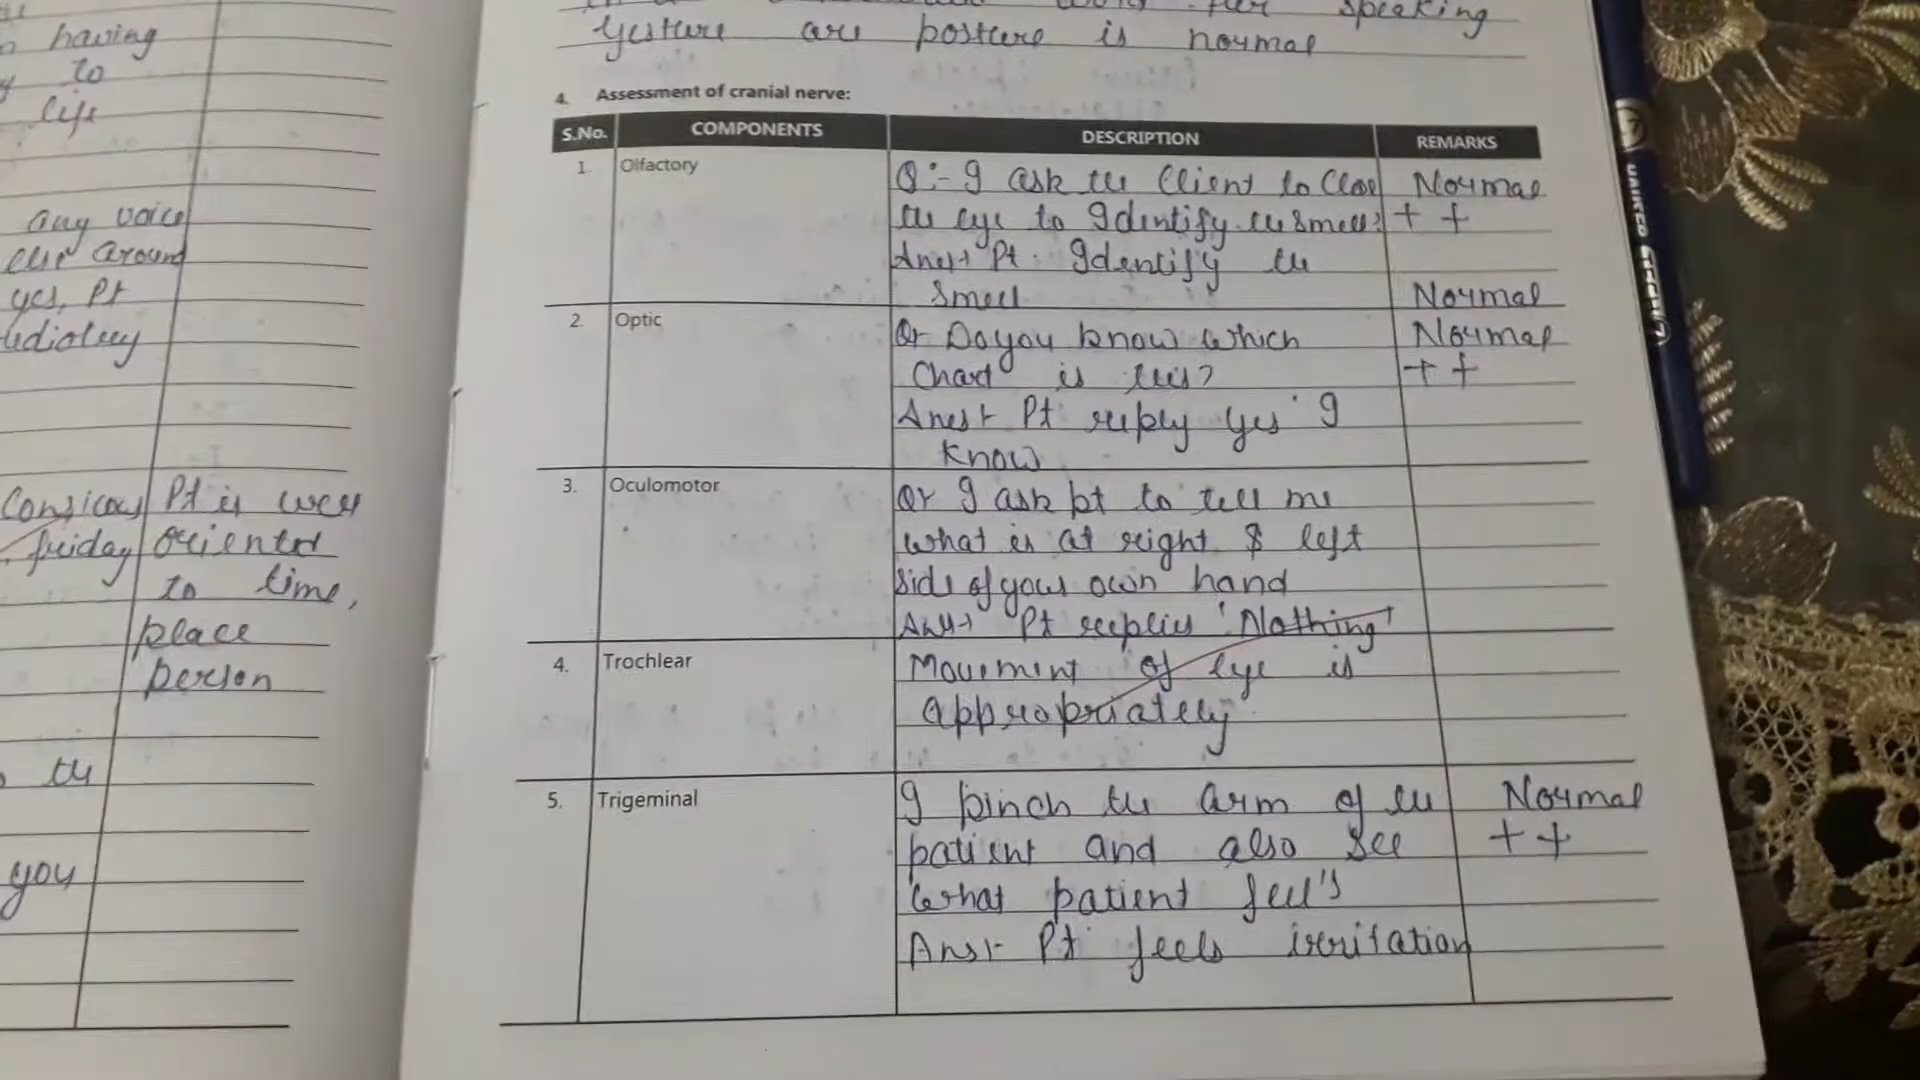 having
to
life
any voice
around
yes, Pt
Consicous Pt is well
friday oriented
to time,
place
person
the
you
speaking
gesture are posture is normal
4. Assessment of cranial nerve:
S.No. COMPONENTS DESCRIPTION REMARKS
1. Olfactory Q:- I ask the Client to Close Normal
the eye to Identify the Smell: + +
Ans:- Pt Identify the
Smell Normal
2. Optic Q:- Do you know which Normal
Chart is this? + +
Ans:- Pt reply yes I
Know
3. Oculomotor Q:- I ask pt to tell me
what is at right & left
side of your own hand
Ans:- Pt replies 'Nothing'
4. Trochlear Movement of eye is
appropriately
5. Trigeminal I pinch the arm of the Normal
patient and also see + +
What patient feel's
Ans:- Pt feels irritation